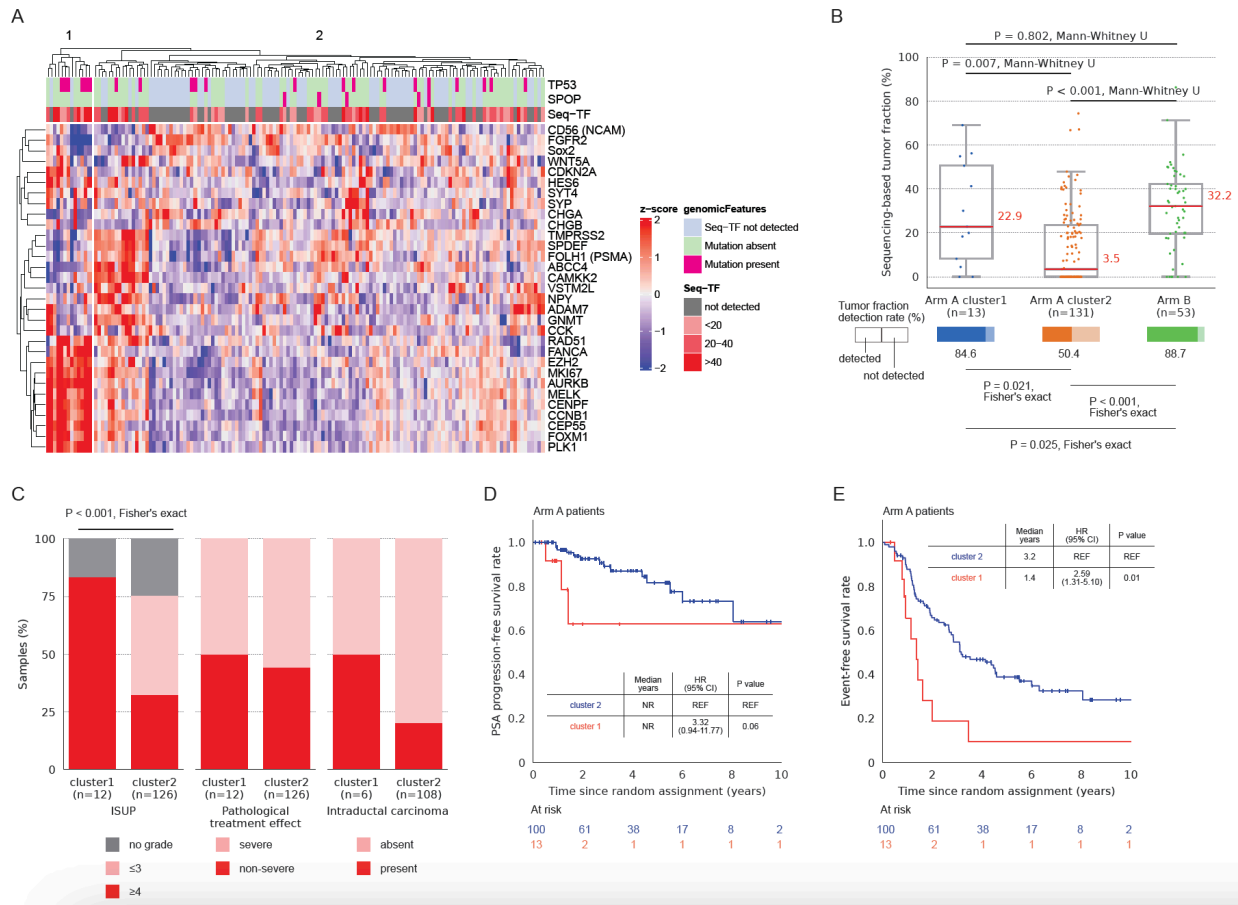 A
1
2
TP53
SPOP
Seq−TF
CD56 (NCAM)
FGFR2
Sox2
WNT5A
CDKN2A
HES6
SYT4
SYP
CHGA
CHGB
TMPRSS2
SPDEF
FOLH1 (PSMA)
ABCC4
CAMKK2
VSTM2L
NPY
ADAM7
GNMT
CCK
RAD51
FANCA
EZH2
MKI67
AURKB
MELK
CENPF
CCNB1
CEP55
FOXM1
PLK1
z−score
2
1
0
−1
−2
genomicFeatures
Seq−TF not detected
Mutation absent
Mutation present
Seq−TF
not detected
<20
20−40
>40
B
P = 0.802, Mann-Whitney U
P = 0.007, Mann-Whitney U
P < 0.001, Mann-Whitney U
Sequencing-based tumor fraction (%)
100
80
60
40
20
0
22.9
3.5
32.2
Arm A cluster1
(n=13)
Arm A cluster2
(n=131)
Arm B
(n=53)
Tumor fraction
detection rate (%)
detected
not detected
84.6
50.4
88.7
P = 0.021,
Fisher's exact
P < 0.001,
Fisher's exact
P = 0.025, Fisher's exact
C
P < 0.001, Fisher's exact
Samples (%)
100
75
50
25
0
cluster1
(n=12)
cluster2
(n=126)
ISUP
cluster1
(n=12)
cluster2
(n=126)
Pathological
treatment effect
cluster1
(n=6)
cluster2
(n=108)
Intraductal carcinoma
no grade
≤3
≥4
severe
non-severe
absent
present
D
Arm A patients
PSA progression-free survival rate
1.0
0.8
0.6
0.4
0.2
0
Median
years
HR
(95% CI)
P value
cluster 2
NR
REF
REF
cluster 1
NR
3.32
(0.94-11.77)
0.06
0
2
4
6
8
10
Time since random assignment (years)
At risk
100 61 38 17 8 2
13 2 1 1 1 1
E
Arm A patients
Event-free survival rate
1.0
0.8
0.6
0.4
0.2
0
Median
years
HR
(95% CI)
P value
cluster 2
3.2
REF
REF
cluster 1
1.4
2.59
(1.31-5.10)
0.01
0
2
4
6
8
10
Time since random assignment (years)
At risk
100 61 38 17 8 2
13 2 1 1 1 1